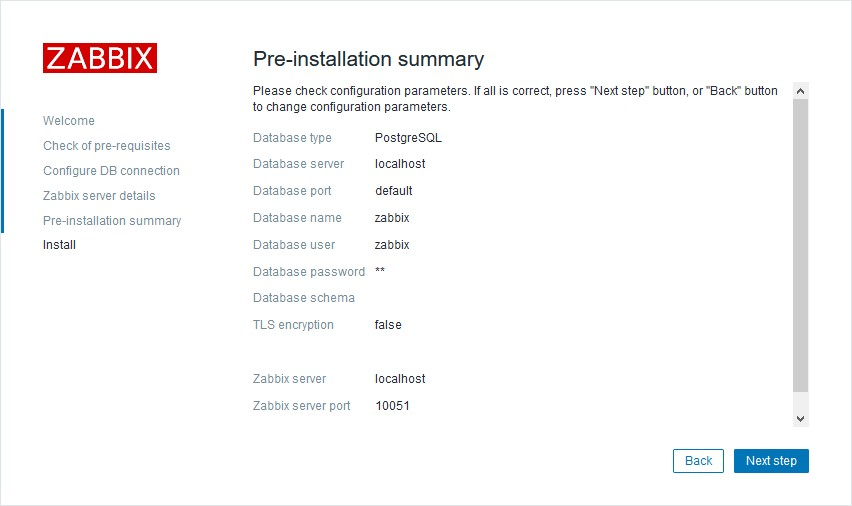 ZABBIX
Welcome
Check of pre-requisites
Configure DB connection
Zabbix server details
Pre-installation summary
Install
Pre-installation summary
Please check configuration parameters. If all is correct, press "Next step" button, or "Back" button
to change configuration parameters.
Database type PostgreSQL
Database server localhost
Database port default
Database name zabbix
Database user zabbix
Database password **
Database schema
TLS encryption false
Zabbix server localhost
Zabbix server port 10051
Back Next step